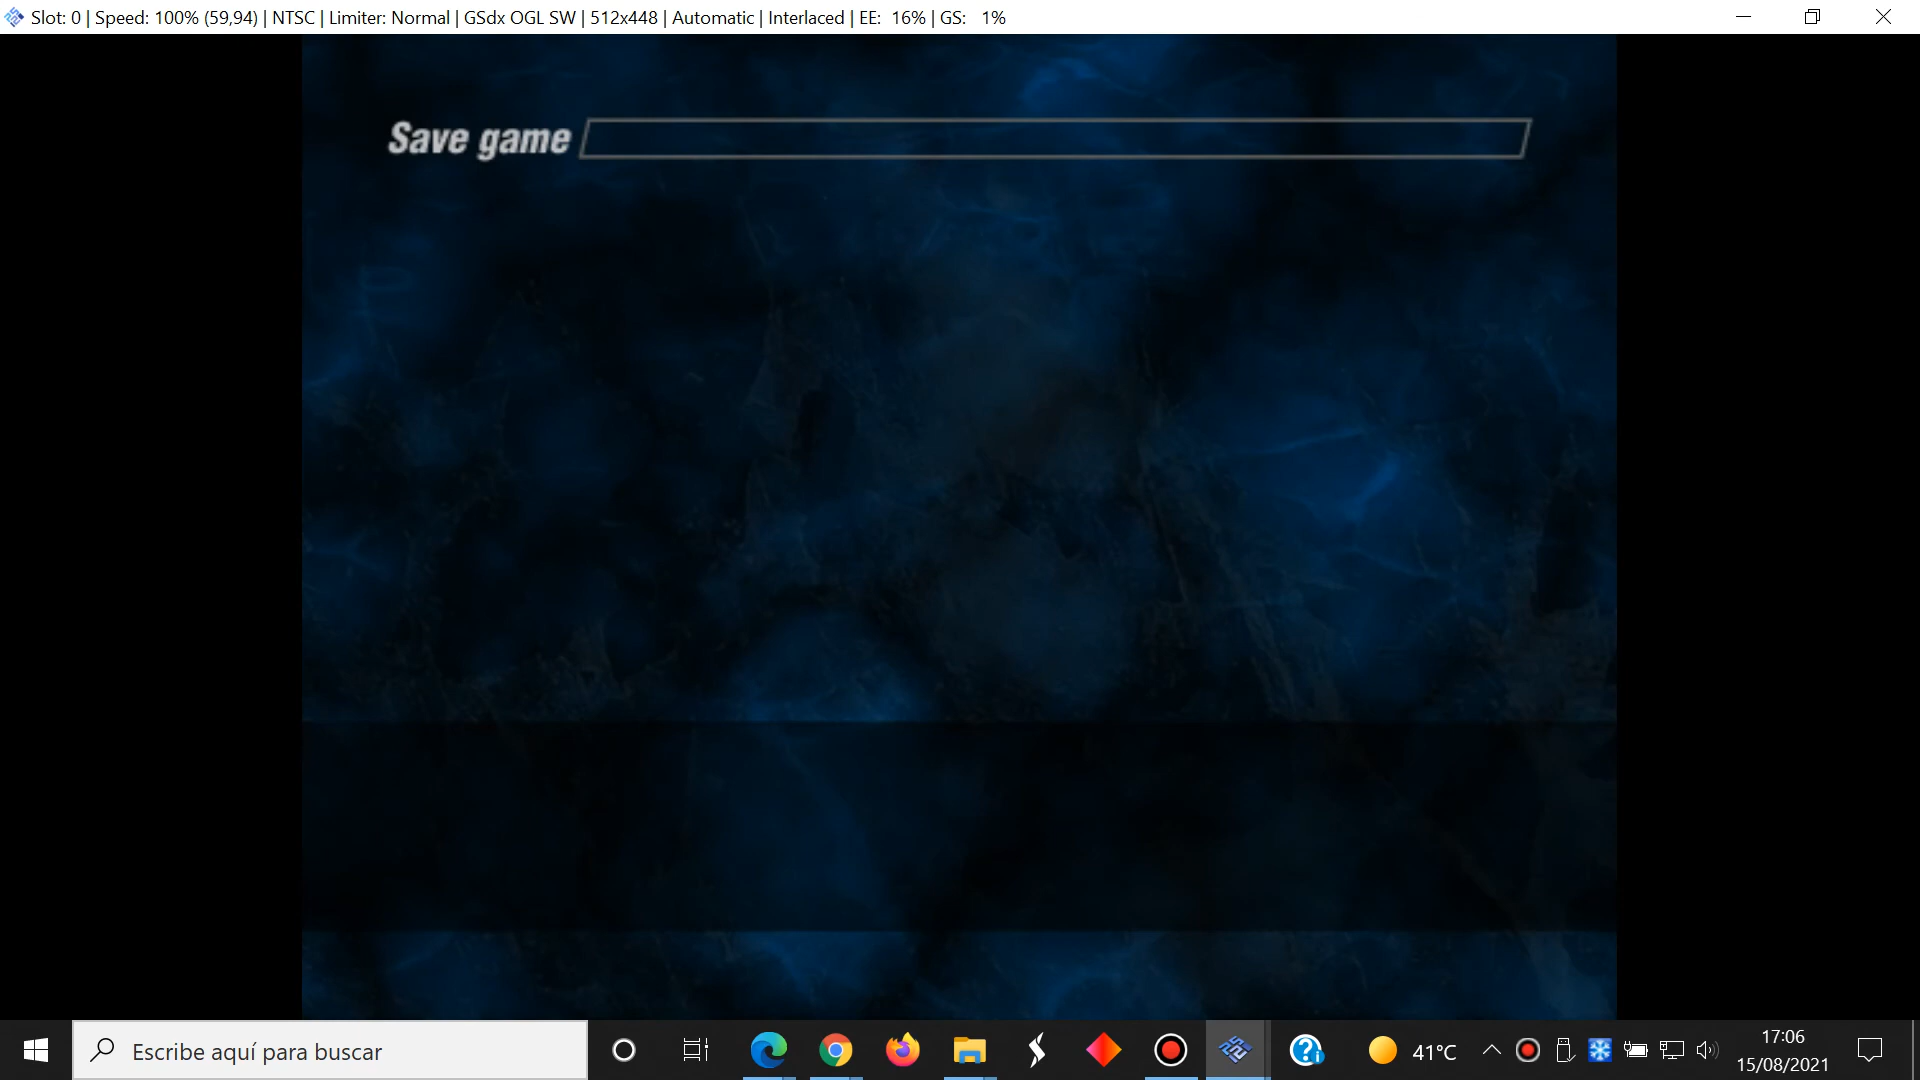 Slot: 0 | Speed: 100% (59,94) | NTSC | Limiter: Normal | GSdx OGL SW | 512x448 | Automatic | Interlaced | EE: 16% | GS: 1%
Save game
Escribe aquí para buscar
41°C
17:06
15/08/2021